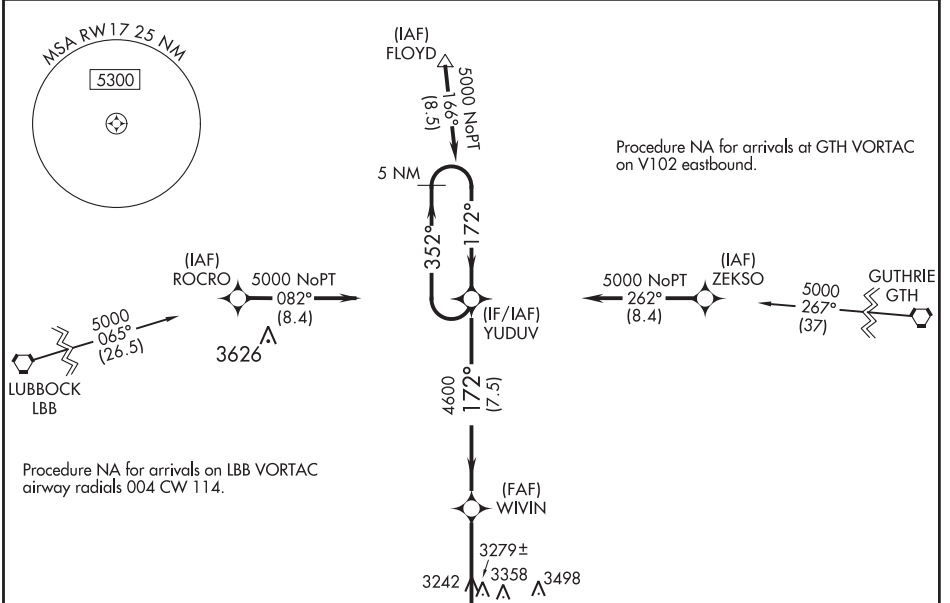 MSA RW17 25 NM
5300
(IAF)
FLOYD
5000 NoPT
166°
(8.5)
Procedure NA for arrivals at GTH VORTAC
on V102 eastbound.
5 NM
352°
172°
(IAF)
ROCRO
5000 NoPT
082°
(8.4)
(IF/IAF)
YUDUV
5000 NoPT
262°
(8.4)
(IAF)
ZEKSO
5000
267°
(37)
GUTHRIE
GTH
5000
065°
(26.5)
LUBBOCK
LBB
3626
4600
172°
(7.5)
Procedure NA for arrivals on LBB VORTAC
airway radials 004 CW 114.
(FAF)
WIVIN
3279±
3242
3358
3498